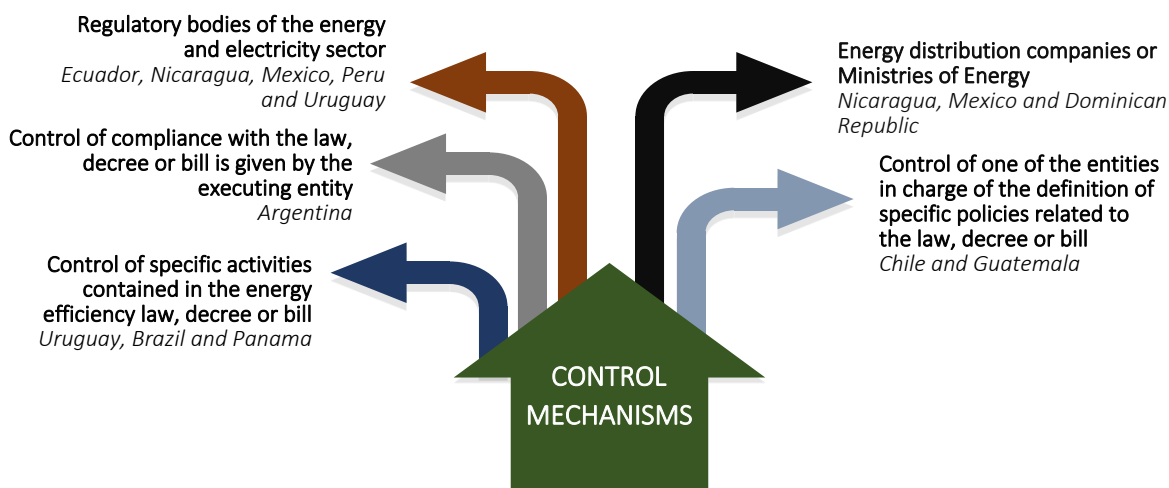 Regulatory bodies of the energy
and electricity sector
Ecuador, Nicaragua, Mexico, Peru
and Uruguay
Control of compliance with the law,
decree or bill is given by the
executing entity
Argentina
Control of specific activities
contained in the energy
efficiency law, decree or bill
Uruguay, Brazil and Panama
Energy distribution companies or
Ministries of Energy
Nicaragua, Mexico and Dominican
Republic
Control of one of the entities
in charge of the definition of
specific policies related to
the law, decree or bill
Chile and Guatemala
CONTROL
MECHANISMS